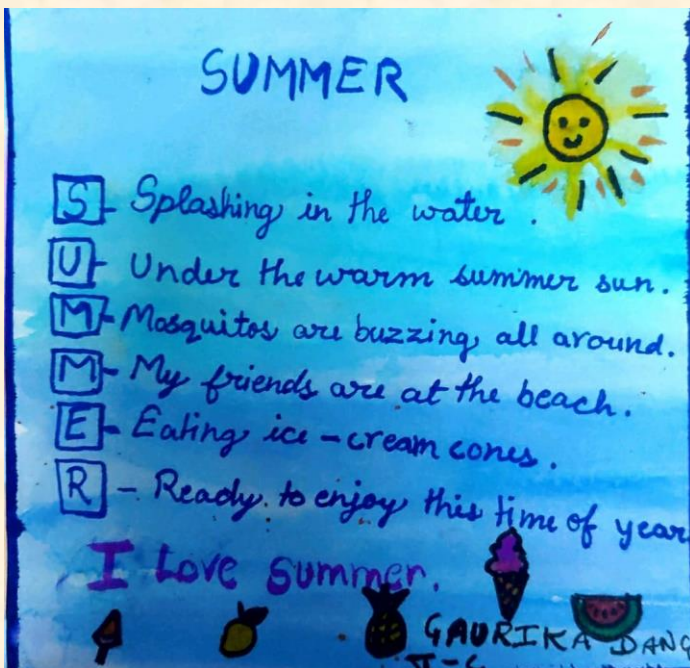 SUMMER
S - Splashing in the water.
U - Under the warm summer sun.
M - Mosquitos are buzzing all around.
M - My friends are at the beach.
E - Eating ice-cream cones.
R - Ready to enjoy this time of year
I Love Summer.
GAURIKA DANG